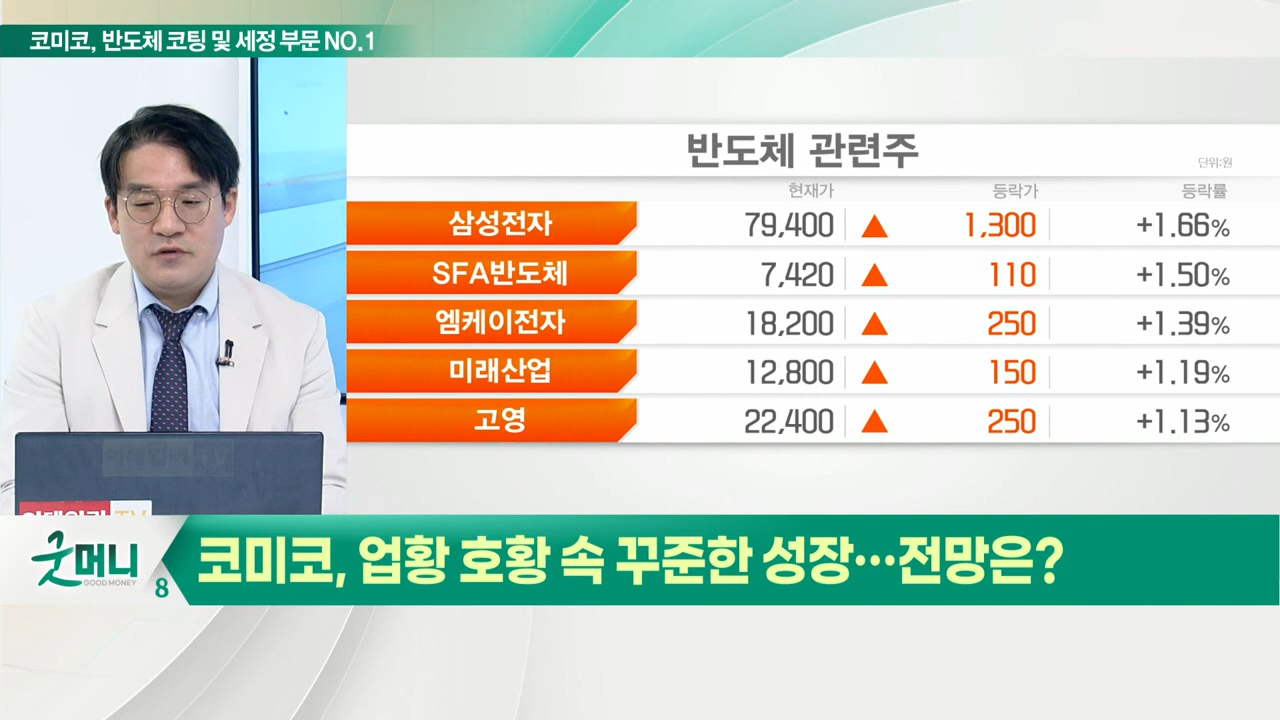 코미코, 반도체 코팅 및 세정 부문 NO.1
반도체 관련주
단위:원
현재가 등락가 등락률
삼성전자 79,400 ▲ 1,300 +1.66%
SFA반도체 7,420 ▲ 110 +1.50%
엠케이전자 18,200 ▲ 250 +1.39%
미래산업 12,800 ▲ 150 +1.19%
고영 22,400 ▲ 250 +1.13%
이데일리 TV
굿머니
GOOD MONEY
8
코미코, 업황 호황 속 꾸준한 성장…전망은?